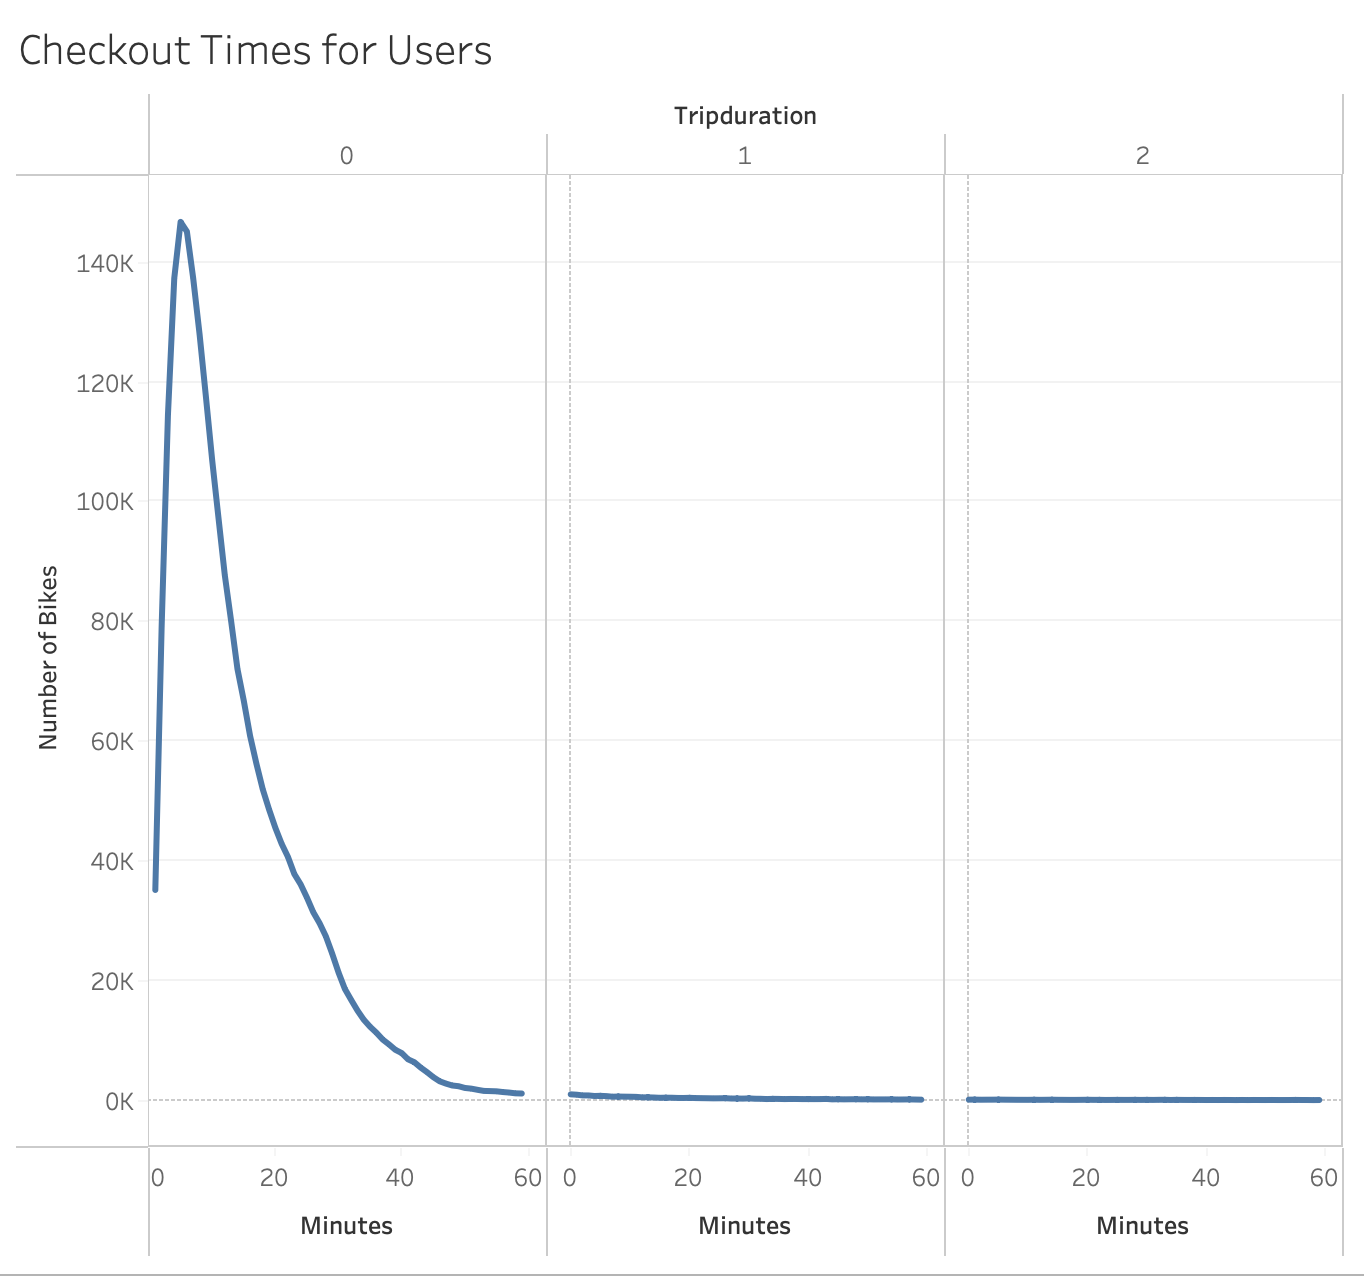 Checkout Times for Users
Tripduration
0 1 2
140K
120K
100K
80K
60K
40K
20K
0K
Number of Bikes
0 20 40 60 0 20 40 60 0 20 40 60
Minutes Minutes Minutes